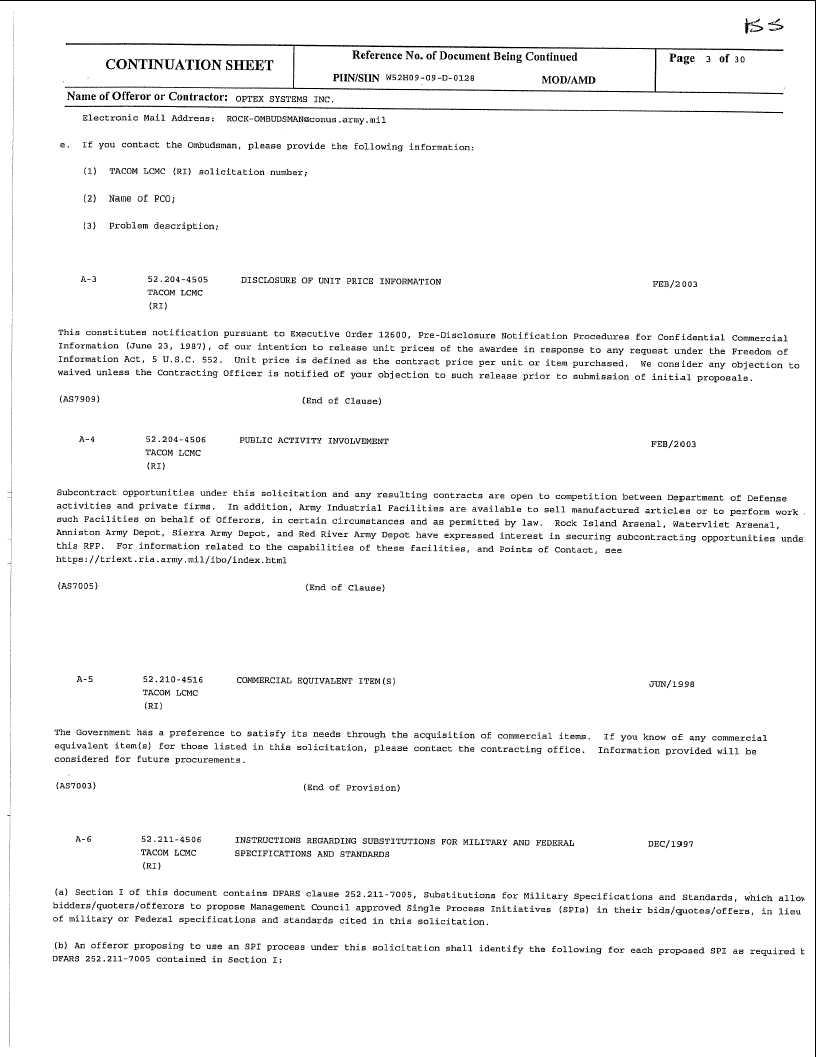 CONTINUATION SHEET
Reference No. of Document Being Continued
PIIN/SIIN W52H09-09-D-0128 MOD/AMD
Page 3 of 30
Name of Offeror or Contractor: OPTEX SYSTEMS INC.
Electronic Mail Address: ROCK-OMBUDSMAN@conus.army.mil
e. If you contact the Ombudsman, please provide the following information:
(1) TACOM LCMC (RI) solicitation number;
(2) Name of PCO;
(3) Problem description;
A-3 52.204-4505 DISCLOSURE OF UNIT PRICE INFORMATION FEB/2003
TACOM LCMC
(RI)
This constitutes notification pursuant to Executive Order 12600, Pre-Disclosure Notification Procedures for Confidential Commercial
Information (June 23, 1987), of our intention to release unit prices of the awardee in response to any request under the Freedom of
Information Act, 5 U.S.C. 552. Unit price is defined as the contract price per unit or item purchased. We consider any objection to
waived unless the Contracting Officer is notified of your objection to such release prior to submission of initial proposals.
(AS7909) (End of Clause)
A-4 52.204-4506 PUBLIC ACTIVITY INVOLVEMENT FEB/2003
TACOM LCMC
(RI)
Subcontract opportunities under this solicitation and any resulting contracts are open to competition between Department of Defense
activities and private firms. In addition, Army Industrial Facilities are available to sell manufactured articles or to perform work
such Facilities on behalf of Offerors, in certain circumstances and as permitted by law. Rock Island Arsenal, Watervliet Arsenal,
Anniston Army Depot, Sierra Army Depot, and Red River Army Depot have expressed interest in securing subcontracting opportunities unde
this RFP. For information related to the capabilities of these facilities, and Points of Contact, see
https://triext.ria.army.mil/ibo/index.html
(AS7005) (End of Clause)
A-5 52.210-4516 COMMERCIAL EQUIVALENT ITEM(S) JUN/1998
TACOM LCMC
(RI)
The Government has a preference to satisfy its needs through the acquisition of commercial items. If you know of any commercial
equivalent item(s) for those listed in this solicitation, please contact the contracting office. Information provided will be
considered for future procurements.
(AS7003) (End of Provision)
A-6 52.211-4506 INSTRUCTIONS REGARDING SUBSTITUTIONS FOR MILITARY AND FEDERAL DEC/1997
TACOM LCMC SPECIFICATIONS AND STANDARDS
(RI)
(a) Section I of this document contains DFARS clause 252.211-7005, Substitutions for Military Specifications and Standards, which allow
bidders/quoters/offerors to propose Management Council approved Single Process Initiatives (SPIs) in their bids/quotes/offers, in lieu
of military or Federal specifications and standards cited in this solicitation.
(b) An offeror proposing to use an SPI process under this solicitation shall identify the following for each proposed SPI as required
DFARS 252.211-7005 contained in Section I: